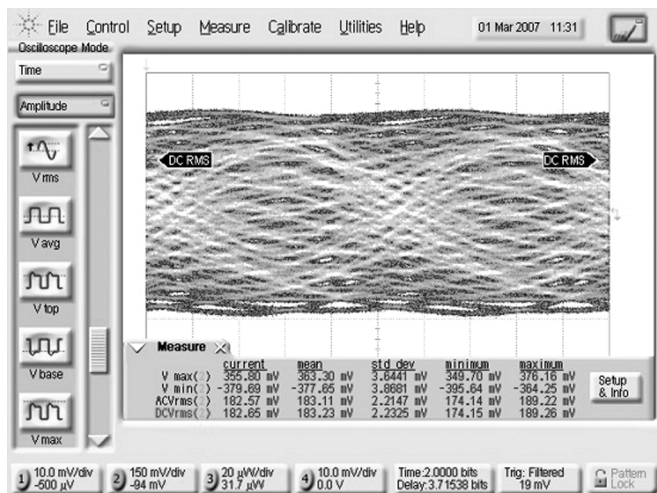 File Control Setup Measure Calibrate Utilities Help 01 Mar 2007 11:31
Oscilloscope Mode
Time
Amplitude
V rms
V avg
V top
V base
V max
DC RMS DC RMS
Measure
current mean std dev minimum maximum
V max( ) 355.80 mV 363.30 mV 3.6441 mV 349.70 mV 376.16 mV
V min( ) -379.69 mV -377.65 mV 3.8681 mV -395.64 mV -364.25 mV
ACVrms( ) 182.57 mV 183.11 mV 2.2147 mV 174.14 mV 189.22 mV
DCVrms( ) 182.65 mV 183.23 mV 2.2325 mV 174.15 mV 189.26 mV
Setup
& Info
1) 10.0 mV/div
-500 µV
2) 150 mV/div
-94 mV
3) 20 µW/div
31.7 µW
4) 10.0 mV/div
0.0 V
Time:2.0000 bits
Delay:3.71538 bits
Trig: Filtered
19 mV
Pattern
Lock